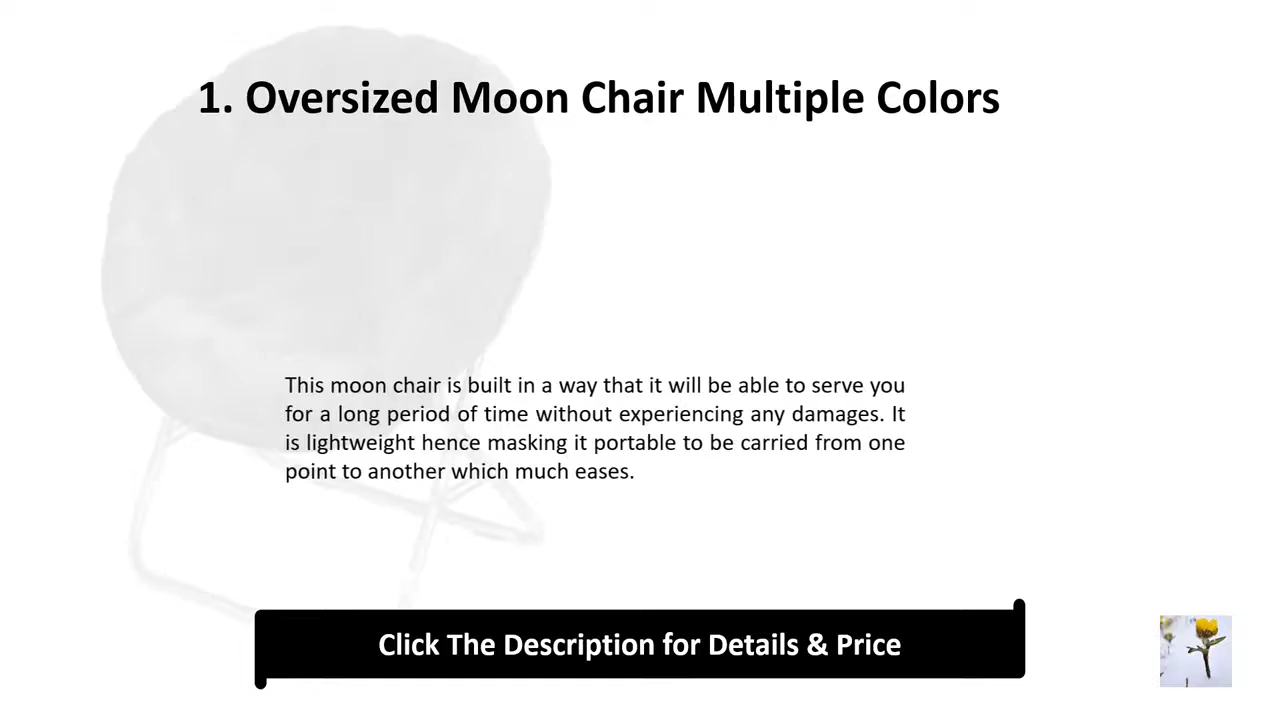 1. Oversized Moon Chair Multiple Colors
This moon chair is built in a way that it will be able to serve you
for a long period of time without experiencing any damages. It
is lightweight hence masking it portable to be carried from one
point to another which much eases.
Click The Description for Details & Price